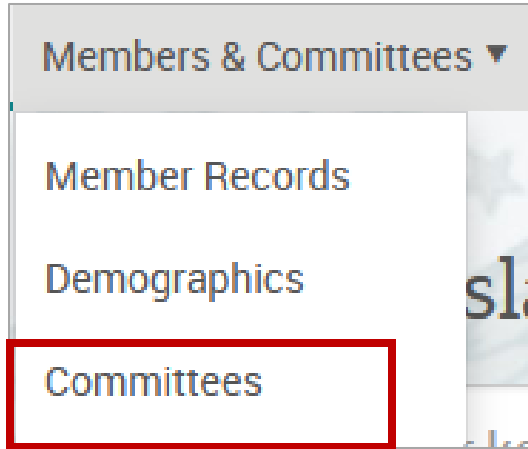 Members & Committees ▼
Member Records
Demographics
Committees